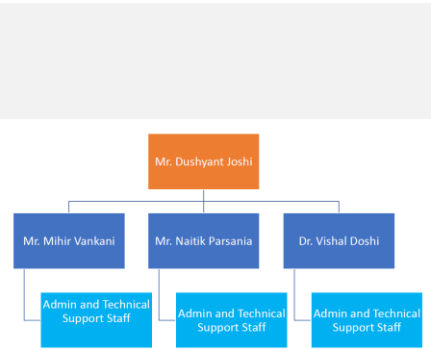 Mr. Dushyant Joshi
Mr. Mihir Vankani
Mr. Naitik Parsania
Dr. Vishal Doshi
Admin and Technical
Support Staff
Admin and Technical
Support Staff
Admin and Technical
Support Staff